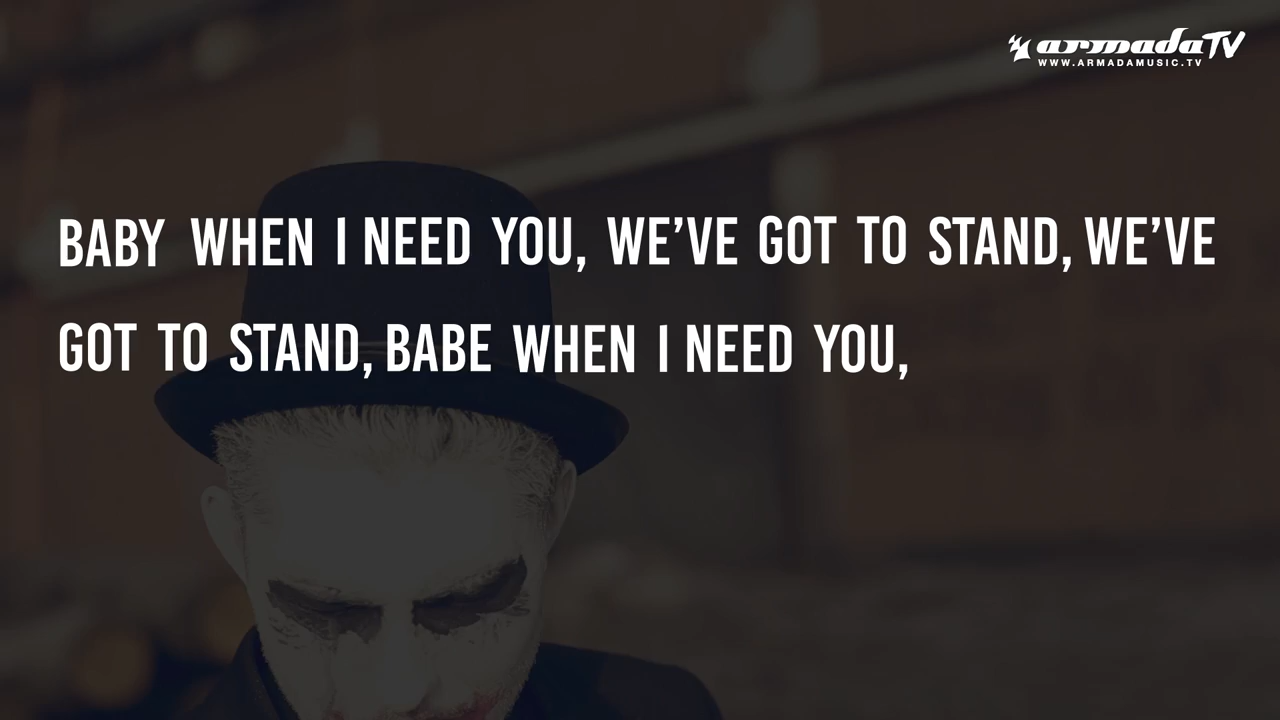 armadaTV
WWW.ARMADAMUSIC.TV
BABY WHEN I NEED YOU, WE'VE GOT TO STAND, WE'VE
GOT TO STAND, BABE WHEN I NEED YOU,